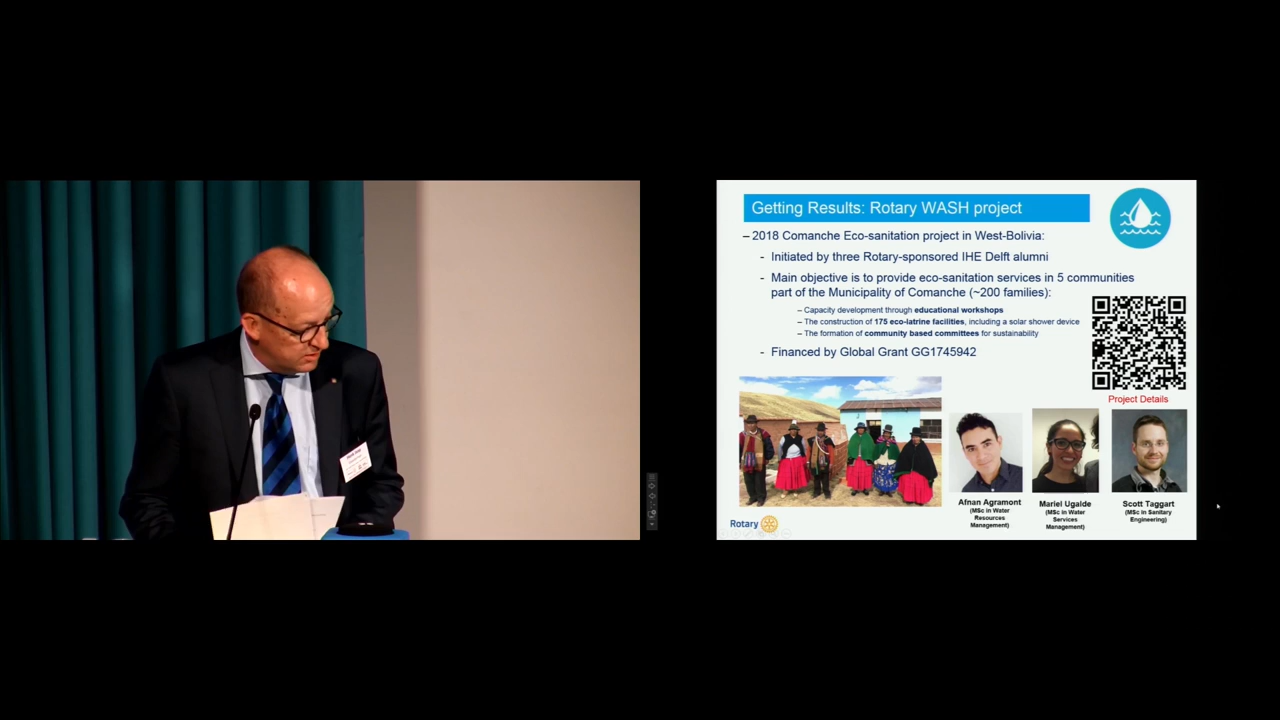 Getting Results: Rotary WASH project
– 2018 Comanche Eco-sanitation project in West-Bolivia:
- Initiated by three Rotary-sponsored IHE Delft alumni
- Main objective is to provide eco-sanitation services in 5 communities
part of the Municipality of Comanche (~200 families):
– Capacity development through educational workshops
– The construction of 175 eco-latrine facilities, including a solar shower device
– The formation of community based committees for sustainability
- Financed by Global Grant GG1745942
Project Details
Afnan Agramont
(MSc in Water
Resources
Management)
Mariel Ugalde
(MSc in Water
Services
Management)
Scott Taggart
(MSc in Sanitary
Engineering)
Rotary